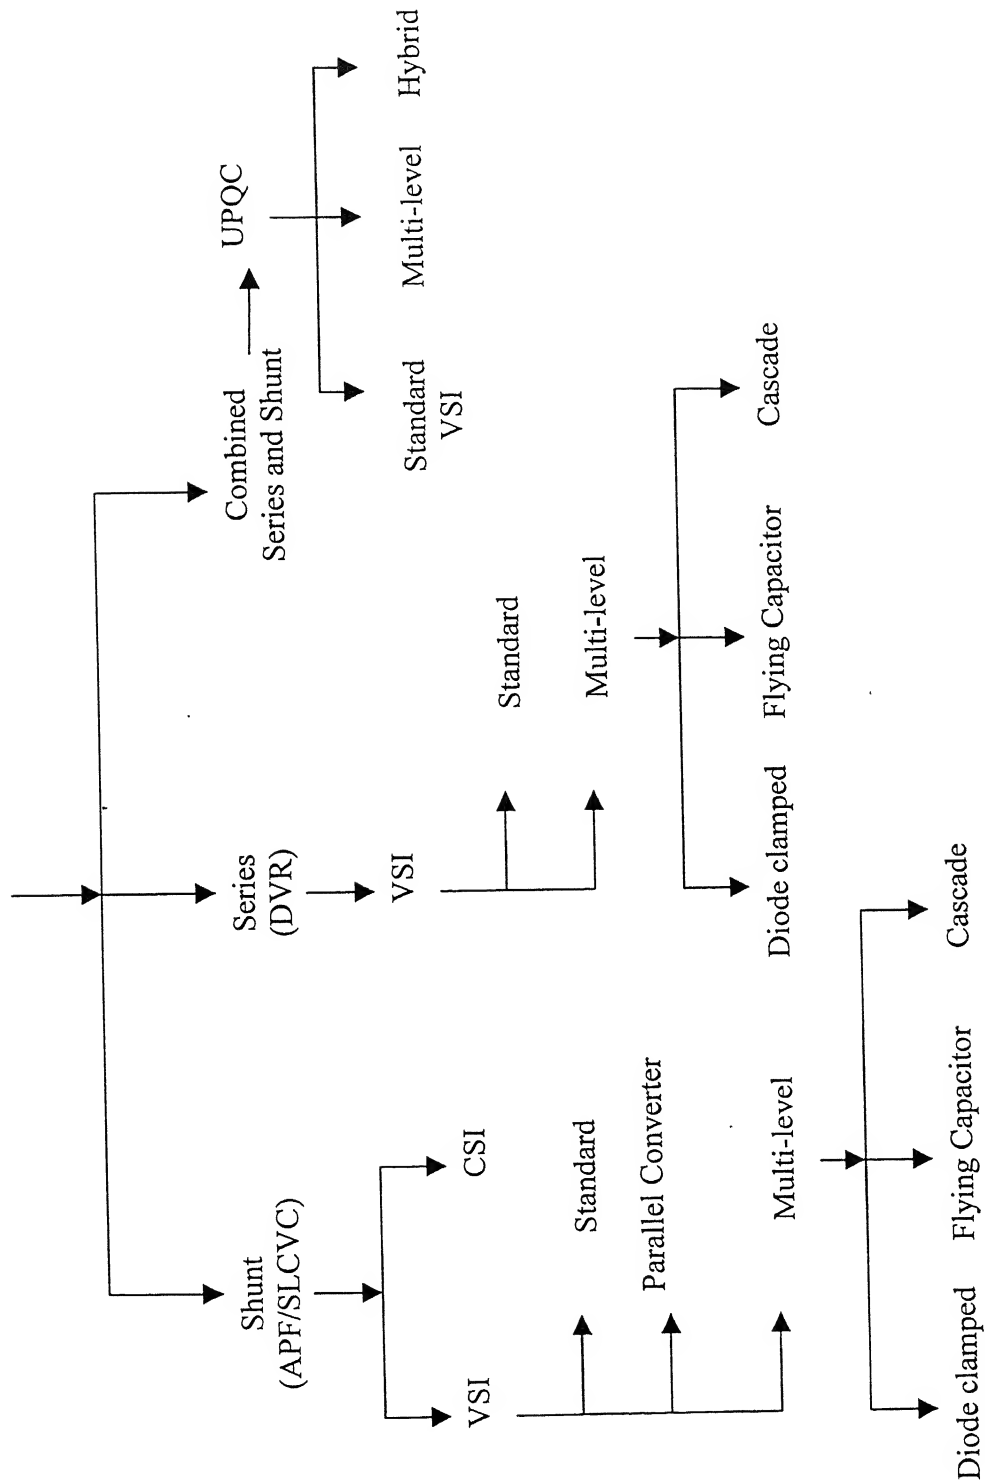 Shunt
(APF/SLCVC)
Series
(DVR)
Combined
Series and Shunt
UPQC
VSI
CSI
VSI
Standard
VSI
Multi-level
Hybrid
Standard
Parallel Converter
Multi-level
Standard
Multi-level
Diode clamped
Flying Capacitor
Cascade
Diode clamped
Flying Capacitor
Cascade